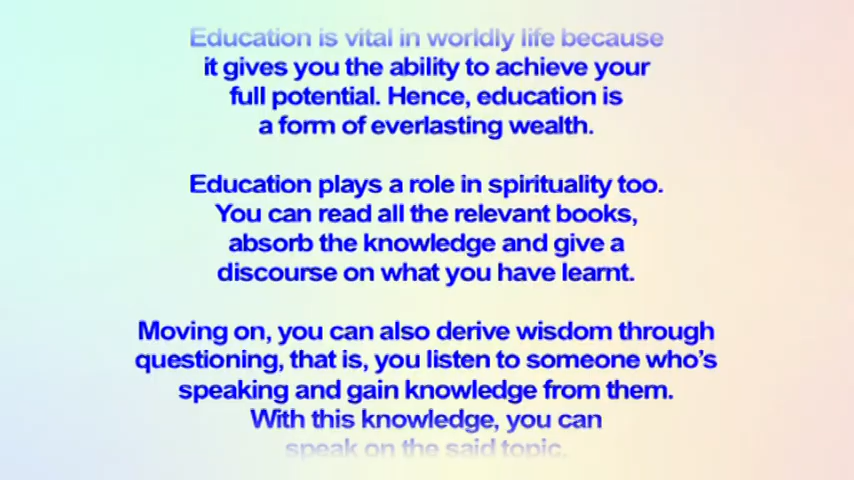 Education is vital in worldly life because
it gives you the ability to achieve your
full potential. Hence, education is
a form of everlasting wealth.
Education plays a role in spirituality too.
You can read all the relevant books,
absorb the knowledge and give a
discourse on what you have learnt.
Moving on, you can also derive wisdom through
questioning, that is, you listen to someone who's
speaking and gain knowledge from them.
With this knowledge, you can
speak on the said topic.